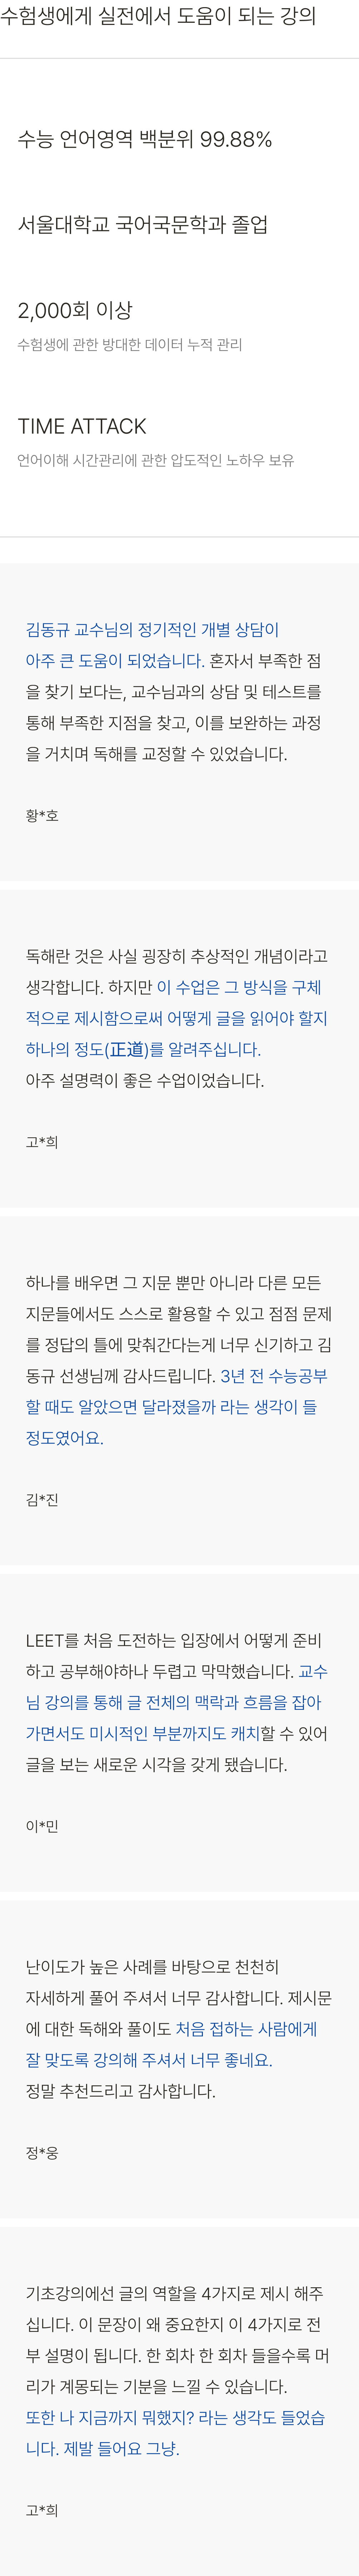 수험생에게 실전에서 도움이 되는 강의
수능 언어영역 백분위 99.88%
서울대학교 국어국문학과 졸업
2,000회 이상
수험생에 관한 방대한 데이터 누적 관리
TIME ATTACK
언어이해 시간관리에 관한 압도적인 노하우 보유
김동규 교수님의 정기적인 개별 상담이
아주 큰 도움이 되었습니다. 혼자서 부족한 점
을 찾기 보다는, 교수님과의 상담 및 테스트를
통해 부족한 지점을 찾고, 이를 보완하는 과정
을 거치며 독해를 교정할 수 있었습니다.
황*호
독해란 것은 사실 굉장히 추상적인 개념이라고
생각합니다. 하지만 이 수업은 그 방식을 구체
적으로 제시함으로써 어떻게 글을 읽어야 할지
하나의 정도(正道)를 알려주십니다.
아주 설명력이 좋은 수업이었습니다.
고*희
하나를 배우면 그 지문 뿐만 아니라 다른 모든
지문들에서도 스스로 활용할 수 있고 점점 문제
를 정답의 틀에 맞춰간다는게 너무 신기하고 김
동규 선생님께 감사드립니다. 3년 전 수능공부
할 때도 알았으면 달라졌을까 라는 생각이 들
정도였어요.
김*진
LEET를 처음 도전하는 입장에서 어떻게 준비
하고 공부해야하나 두렵고 막막했습니다. 교수
님 강의를 통해 글 전체의 맥락과 흐름을 잡아
가면서도 미시적인 부분까지도 캐치할 수 있어
글을 보는 새로운 시각을 갖게 됐습니다.
이*민
난이도가 높은 사례를 바탕으로 천천히
자세하게 풀어 주셔서 너무 감사합니다. 제시문
에 대한 독해와 풀이도 처음 접하는 사람에게
잘 맞도록 강의해 주셔서 너무 좋네요.
정말 추천드리고 감사합니다.
정*웅
기초강의에선 글의 역할을 4가지로 제시 해주
십니다. 이 문장이 왜 중요한지 이 4가지로 전
부 설명이 됩니다. 한 회차 한 회차 들을수록 머
리가 계몽되는 기분을 느낄 수 있습니다.
또한 나 지금까지 뭐했지? 라는 생각도 들었습
니다. 제발 들어요 그냥.
고*희